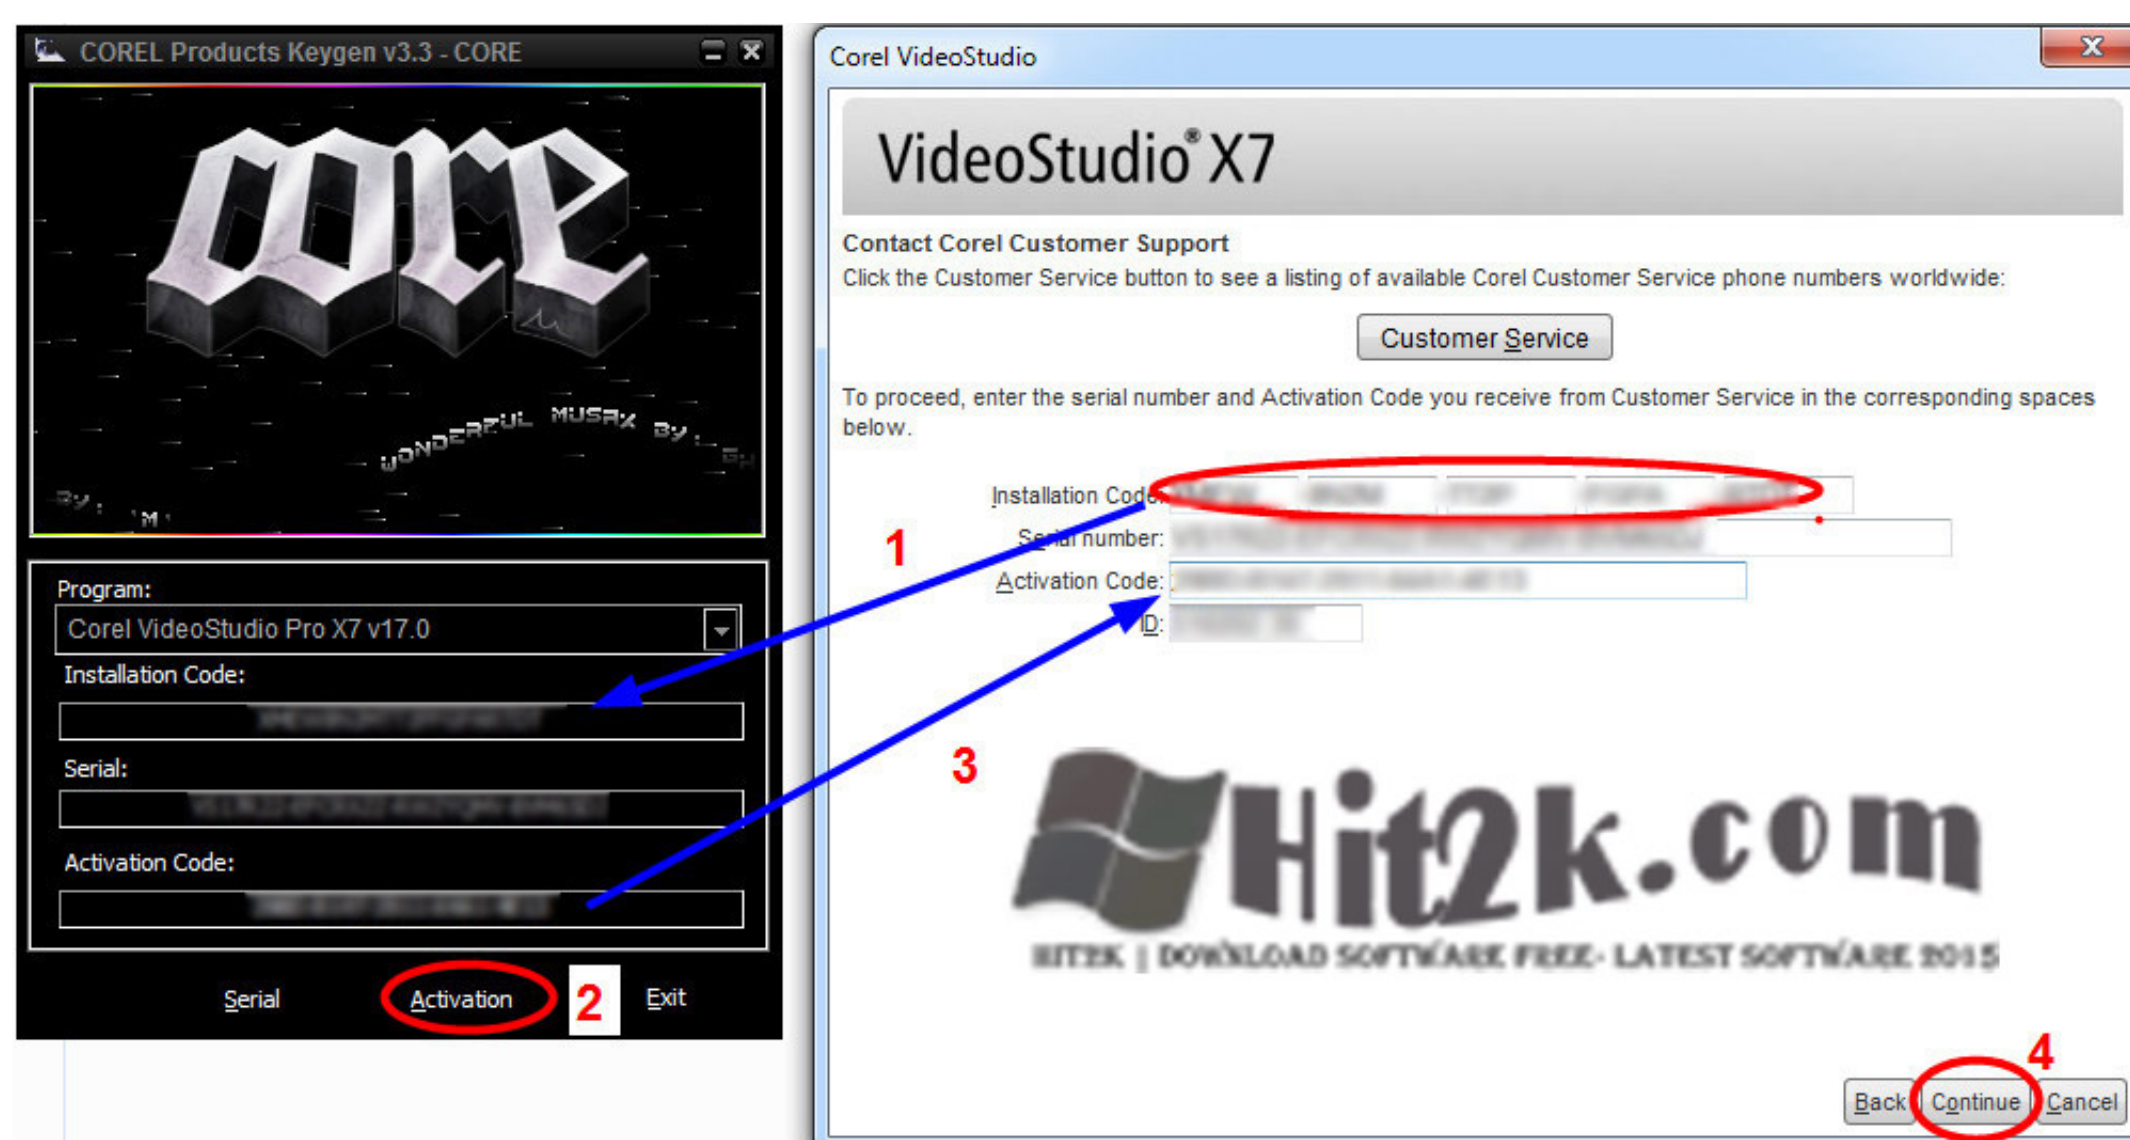 COREL Products Keygen v3.3 - CORE
core
WONDERFUL MUSAX BY:
BY: 'M'
Program:
Corel VideoStudio Pro X7 v17.0
Installation Code:
Serial:
Activation Code:
Serial
Activation
2
Exit
Corel VideoStudio
VideoStudio® X7
Contact Corel Customer Support
Click the Customer Service button to see a listing of available Corel Customer Service phone numbers worldwide:
Customer Service
To proceed, enter the serial number and Activation Code you receive from Customer Service in the corresponding spaces
below.
Installation Code:
1
Serial number:
Activation Code:
ID:
3
Hit2k.com
HIT2K | DOWNLOAD SOFTWARE FREE- LATEST SOFTWARE 2015
4
Back
Continue
Cancel